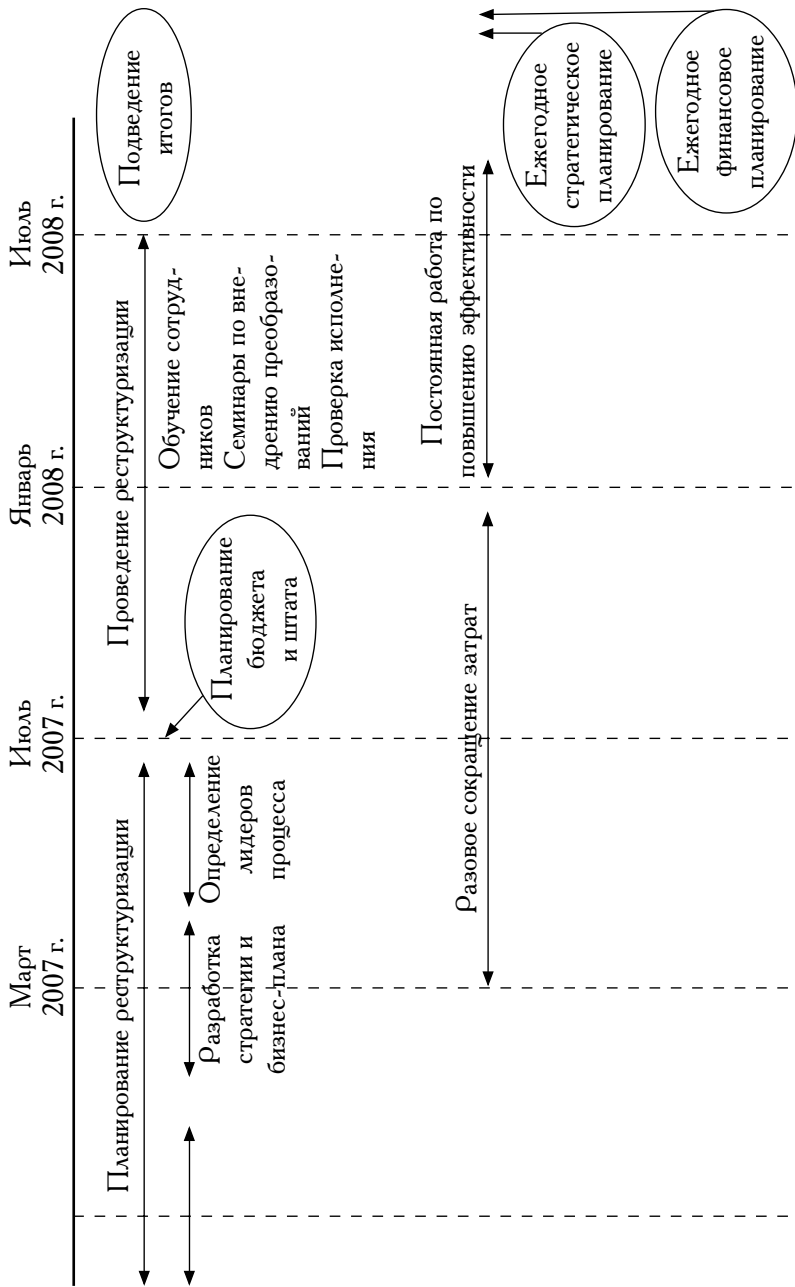 Март
2007 г.
Июль
2007 г.
Январь
2008 г.
Июль
2008 г.
Планирование реструктуризации
Проведение реструктуризации
Подведение
итогов
Разработка
стратегии и
бизнес-плана
Определение
лидеров
процесса
Планирование
бюджета
и штата
Обучение сотруд-
ников
Семинары по вне-
дрению преобразо-
ваний
Проверка исполне-
ния
Разовое сокращение затрат
Постоянная работа по
повышению эффективности
Ежегодное
стратегическое
планирование
Ежегодное
финансовое
планирование